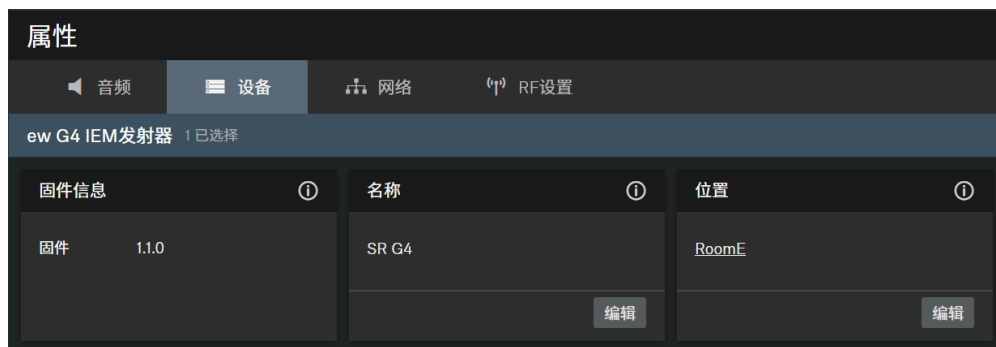 属性
音频 设备 网络 RF设置
ew G4 IEM发射器 1 已选择
固件信息 名称 位置
固件 1.1.0 SR G4 RoomE
编辑 编辑